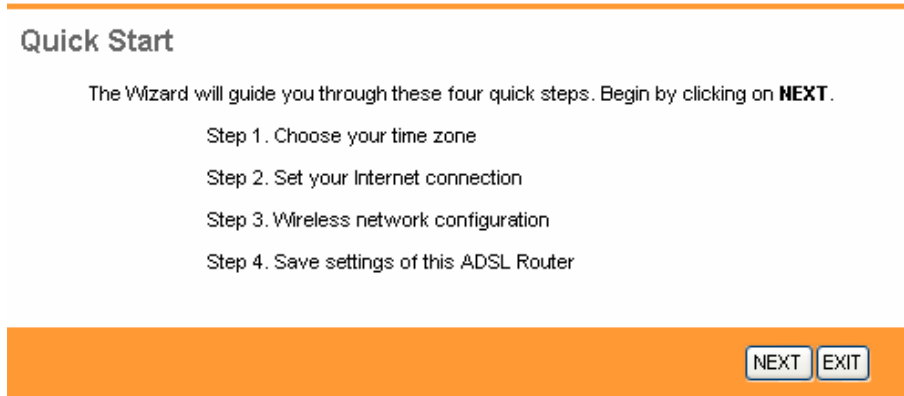 Quick Start
The Wizard will guide you through these four quick steps. Begin by clicking on NEXT.
Step 1. Choose your time zone
Step 2. Set your Internet connection
Step 3. Wireless network configuration
Step 4. Save settings of this ADSL Router
NEXT EXIT